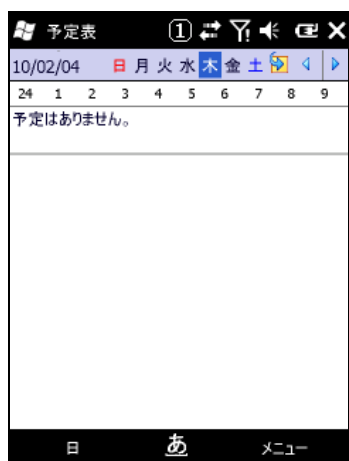 予定表 1
10/02/04 日 月 火 水 木 金 土
24 1 2 3 4 5 6 7 8 9
予定はありません。
日 あ メニュー